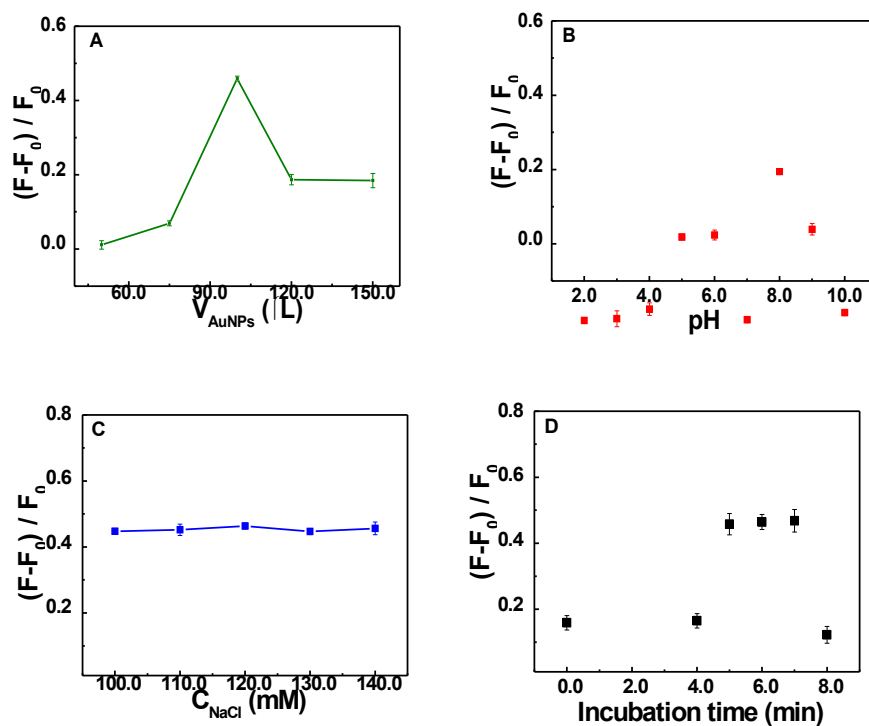 A
0.6
0.4
0.2
0.0
(F-F0) / F0
60.0 90.0 120.0 150.0
VAuNPs (⌈L)
B
0.6
0.4
0.2
0.0
(F-F0) / F0
2.0 4.0 6.0 8.0 10.0
pH
C
0.8
0.6
0.4
0.2
(F-F0) / F0
100.0 110.0 120.0 130.0 140.0
CNaCl (mM)
D
0.8
0.6
0.4
0.2
(F-F0) / F0
0.0 2.0 4.0 6.0 8.0
Incubation time (min)